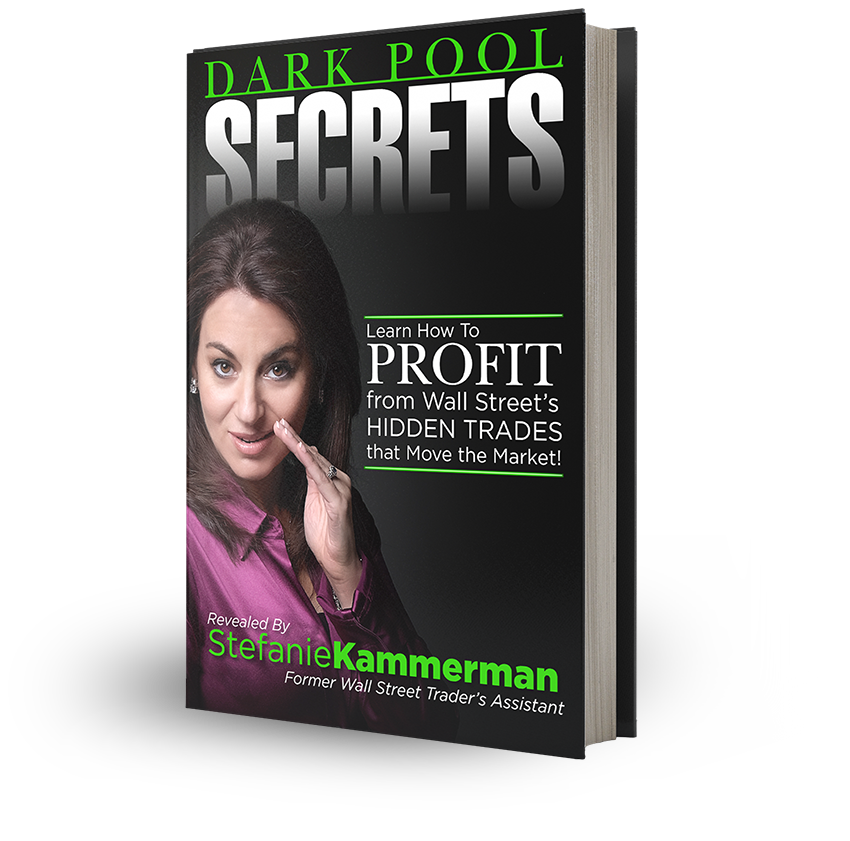 DARK POOL
SECRETS
Learn How To
PROFIT
from Wall Street's
HIDDEN TRADES
that Move the Market!
Revealed By
StefanieKammerman
Former Wall Street Trader's Assistant